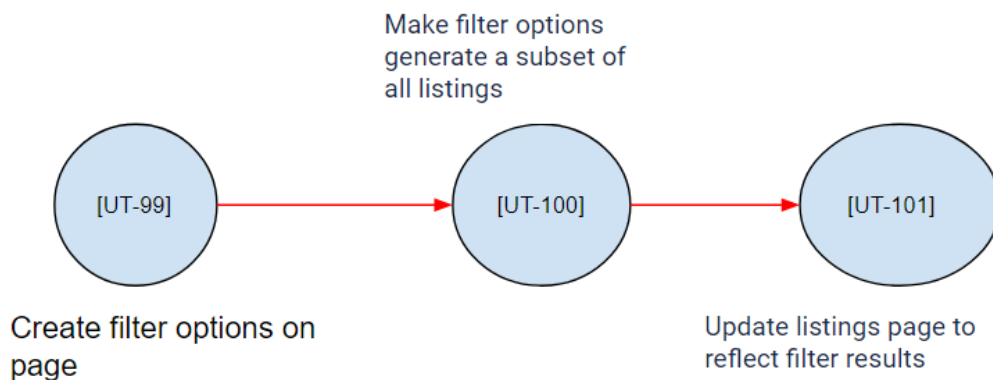 Make filter options
generate a subset of
all listings
[UT-99]
[UT-100]
[UT-101]
Create filter options on
page
Update listings page to
reflect filter results